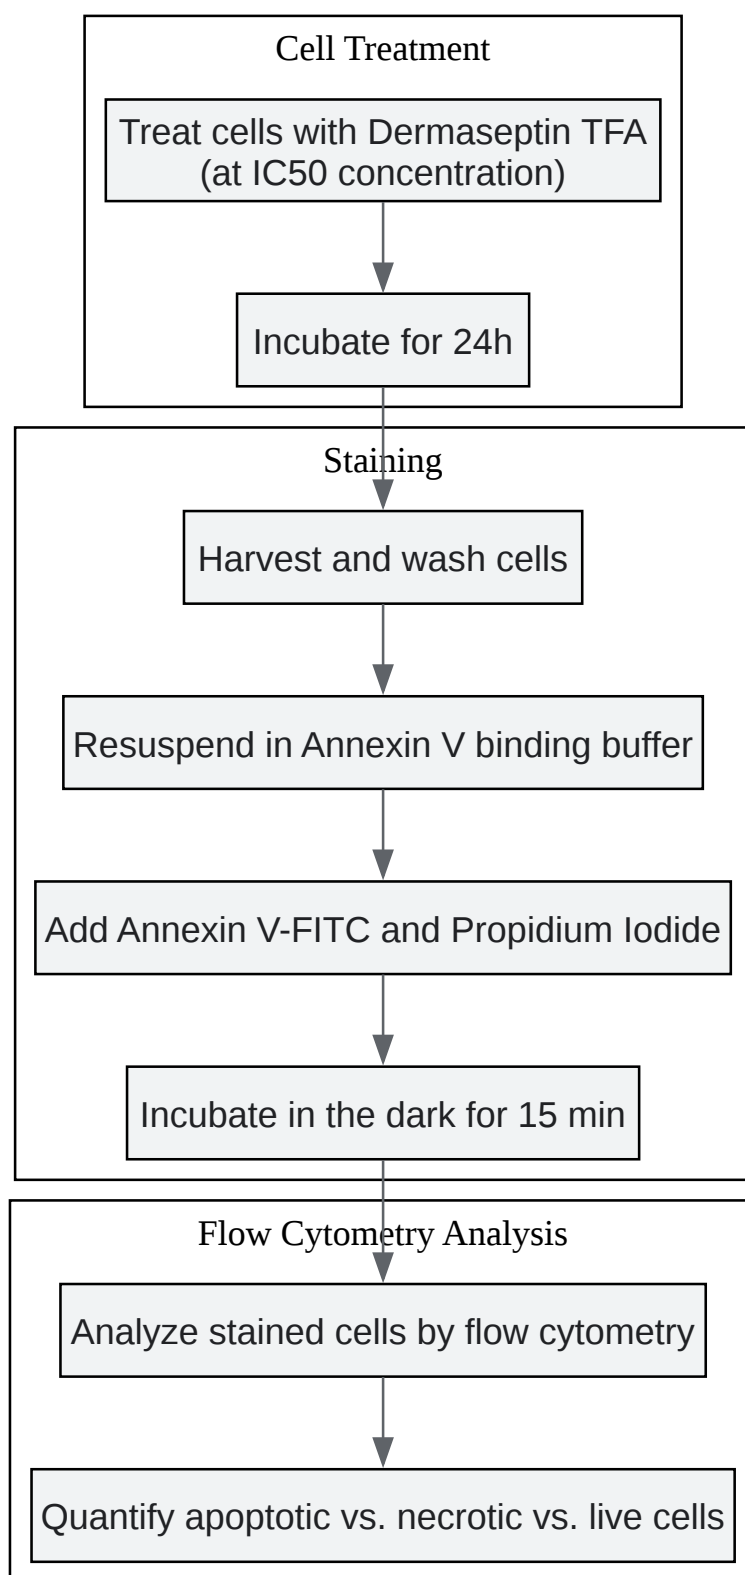 Cell Treatment
Treat cells with Dermaseptin TFA
(at IC50 concentration)
Incubate for 24h
Staining
Harvest and wash cells
Resuspend in Annexin V binding buffer
Add Annexin V-FITC and Propidium Iodide
Incubate in the dark for 15 min
Flow Cytometry Analysis
Analyze stained cells by flow cytometry
Quantify apoptotic vs. necrotic vs. live cells